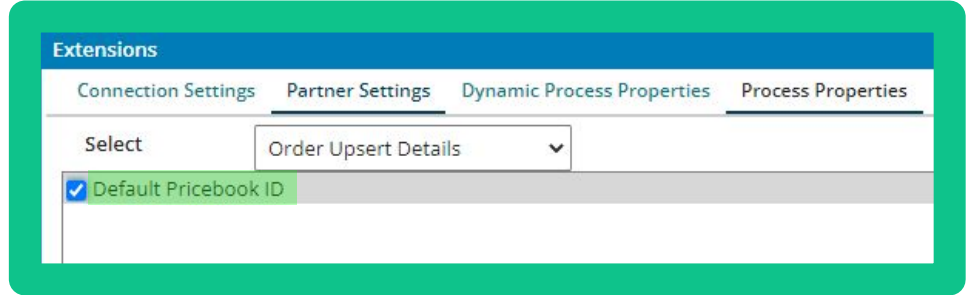 Extensions
Connection Settings Partner Settings Dynamic Process Properties Process Properties
Select Order Upsert Details
Default Pricebook ID